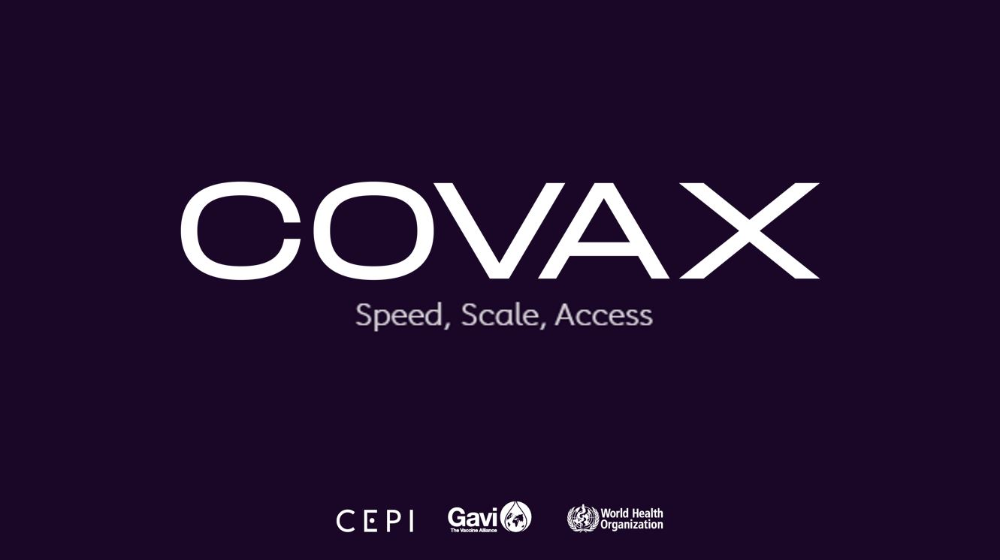 COVAX
Speed, Scale, Access
CEPI
Gavi
The Vaccine Alliance
World Health
Organization